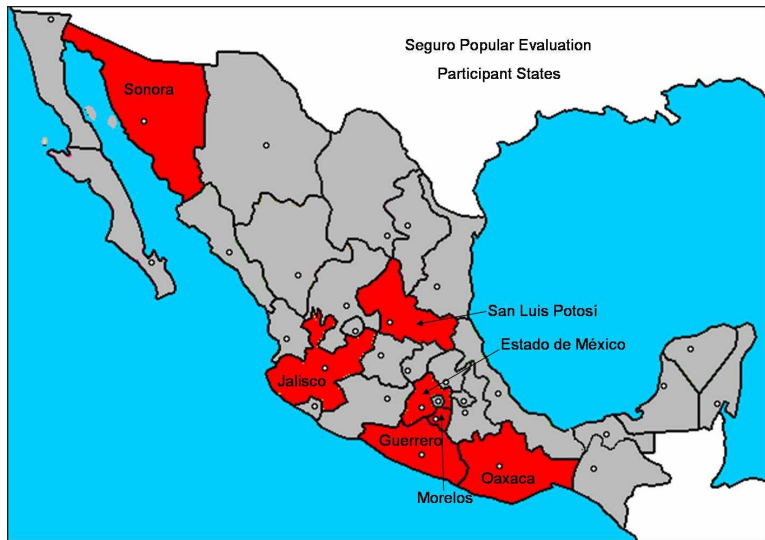 Seguro Popular Evaluation
Participant States
Sonora
San Luis Potosí
Estado de México
Jalisco
Guerrero
Oaxaca
Morelos